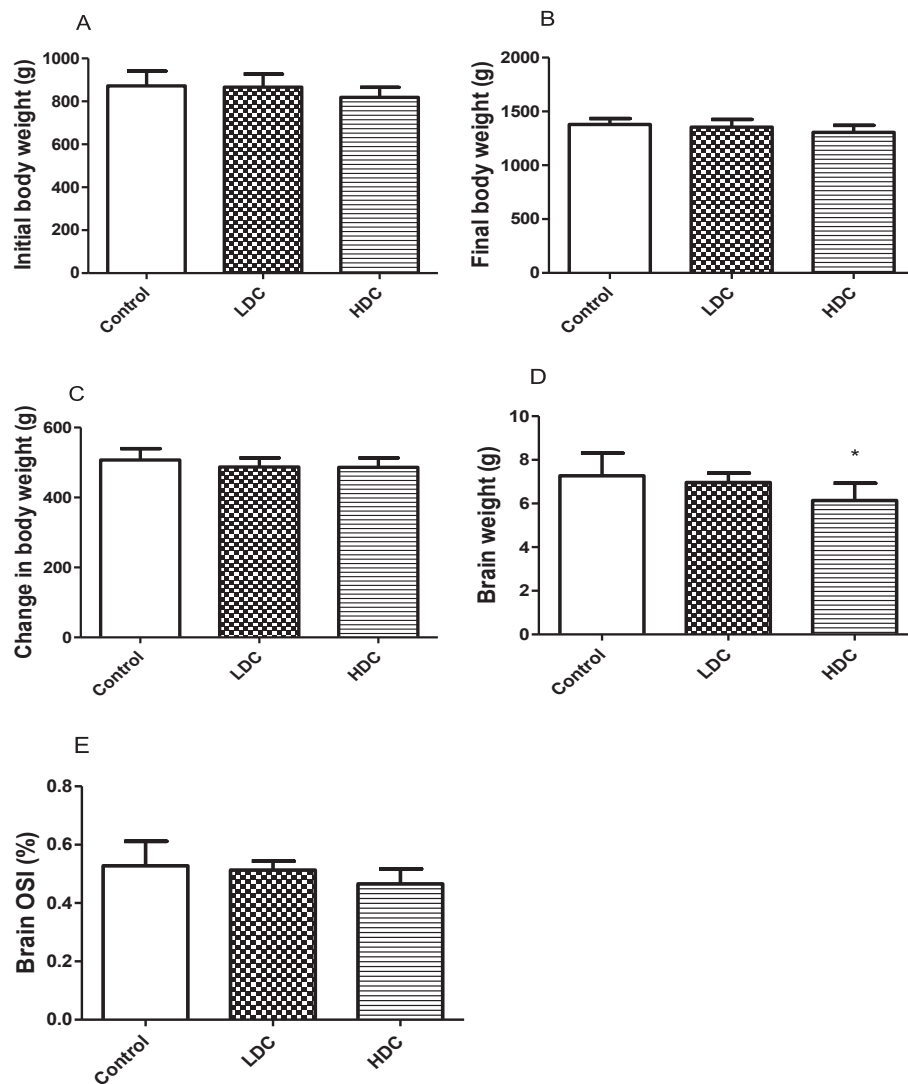 A
Initial body weight (g)
1000
800
600
400
200
0
Control
LDC
HDC
B
Final body weight (g)
2000
1500
1000
500
0
Control
LDC
HDC
C
Change in body weight (g)
600
400
200
0
Control
LDC
HDC
D
Brain weight (g)
10
8
6
4
2
0
*
Control
LDC
HDC
E
Brain OSI (%)
0.8
0.6
0.4
0.2
0.0
Control
LDC
HDC